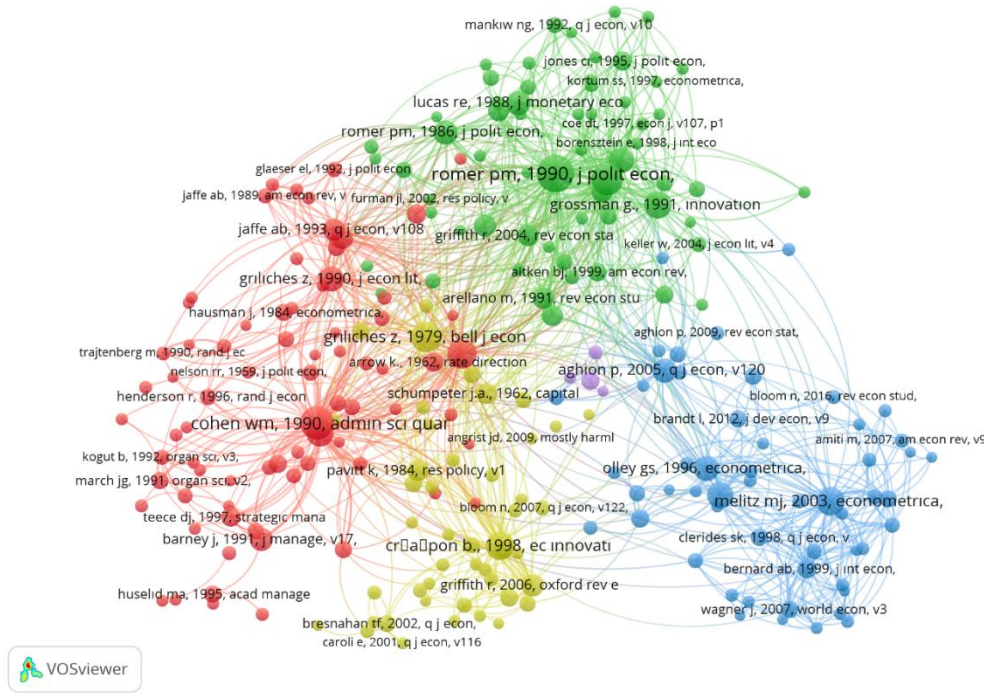 mankiw ng, 1992, q j econ, v10
jones ci, 1995, j polit econ,
kortum ss, 1997, econometrica,
lucas re, 1988, j monetary eco
coe dt, 1997, econ j, v107, p1
romer pm, 1986, j polit econ,
borensztein e, 1998, j int eco
glaeser el, 1992, j polit econ
romer pm, 1990, j polit econ,
jaffe ab, 1989, am econ rev, v
furman jl, 2002, res policy, v
grossman g., 1991, innovation
jaffe ab, 1993, q j econ, v108
griffith r, 2004, rev econ sta
keller w, 2004, j econ lit, v4
griliches z, 1990, j econ lit,
aitken bj, 1999, am econ rev,
arellano m, 1991, rev econ stu
hausman j, 1984, econometrica,
griliches z, 1979, bell j econ
aghion p, 2009, rev econ stat,
trajtenberg m, 1990, rand j ec
arrow k., 1962, rate direction
nelson rr, 1959, j polit econ,
aghion p, 2005, q j econ, v120
henderson r, 1996, rand j econ
schumpeter j.a., 1962, capital
bloom n, 2016, rev econ stud,
cohen wm, 1990, admin sci quar
brandt l, 2012, j dev econ, v9
angrist jd, 2009, mostly harml
amiti m, 2007, am econ rev, v9
kogut b, 1992, organ sci, v3,
pavitt k, 1984, res policy, v1
olley gs, 1996, econometrica,
march jg, 1991, organ sci, v2,
melitz mj, 2003, econometrica,
bloom n, 2007, q j econ, v122,
teece dj, 1997, strategic mana
barney j, 1991, j manage, v17,
clerides sk, 1998, q j econ, v
cr□a□pon b., 1998, ec innovati
bernard ab, 1999, j int econ,
griffith r, 2006, oxford rev e
huselid ma, 1995, acad manage
wagner j, 2007, world econ, v3
bresnahan tf, 2002, q j econ,
caroli e, 2001, q j econ, v116
VOSviewer